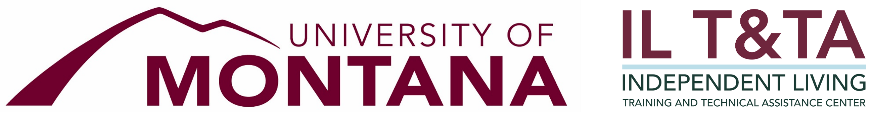 UNIVERSITY OF
MONTANA
IL T&TA
INDEPENDENT LIVING
TRAINING AND TECHNICAL ASSISTANCE CENTER